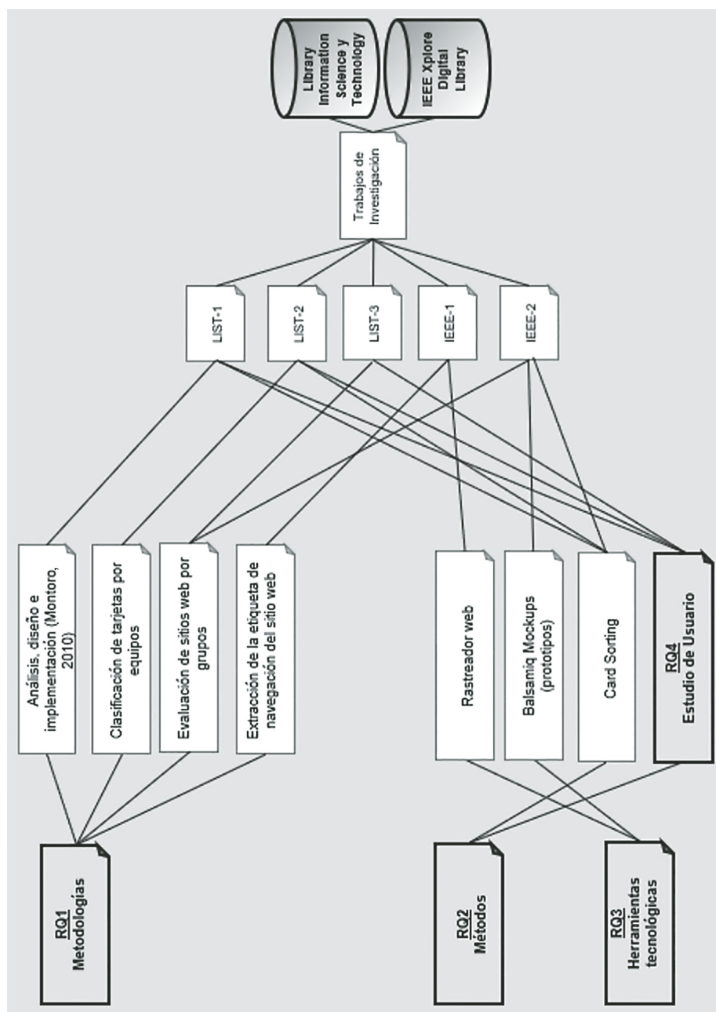 Library
Information
Science y
Technology
IEEE Xplore
Digital
Library
Trabajos de
Investigación
LIST-1
LIST-2
LIST-3
IEEE-1
IEEE-2
Análisis, diseño e
implementación (Montoro,
2010)
Clasificación de tarjetas por
equipos
Evaluación de sitios web por
grupos
Extracción de la etiqueta de
navegación del sitio web
Rastreador web
Balsamiq Mockups
(prototipos)
Card Sorting
RQ4
Estudio de Usuario
RQ1
Metodologías
RQ2
Métodos
RQ3
Herramientas
tecnológicas